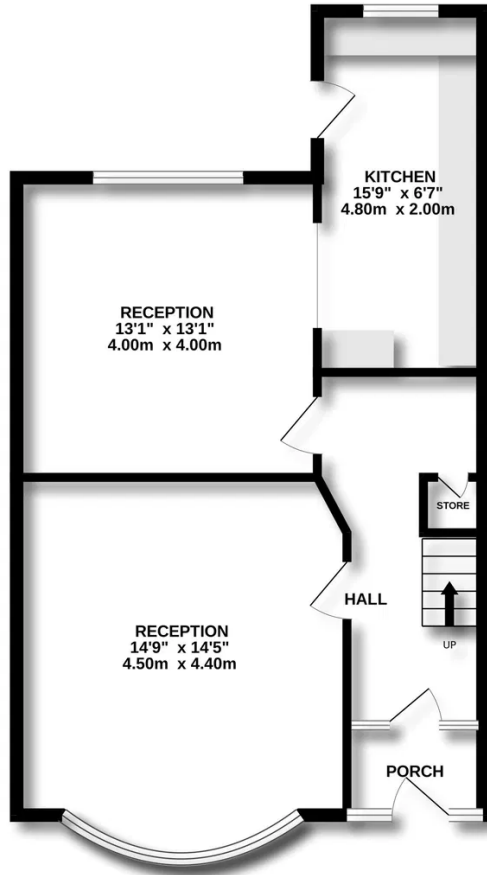 KITCHEN
15'9" x 6'7"
4.80m x 2.00m
RECEPTION
13'1" x 13'1"
4.00m x 4.00m
STORE
HALL
RECEPTION
14'9" x 14'5"
4.50m x 4.40m
UP
PORCH